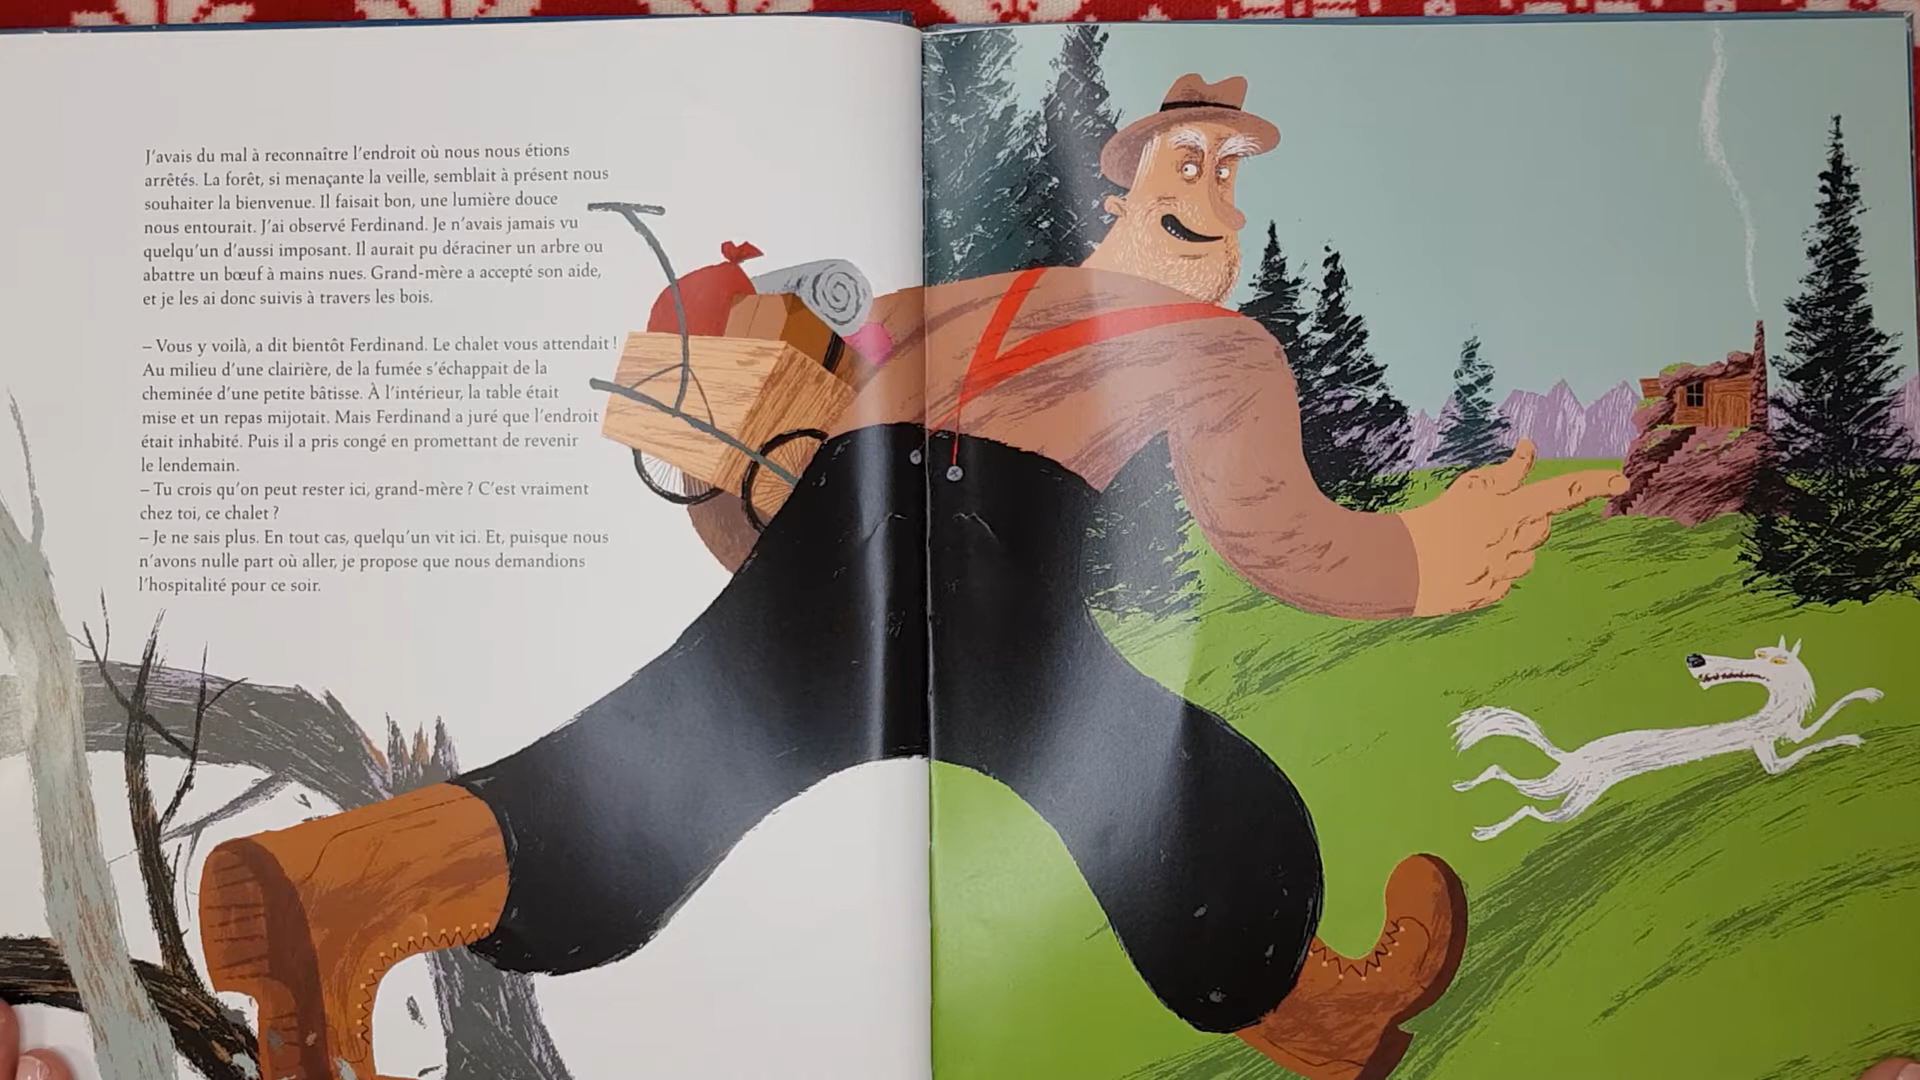 J'avais du mal à reconnaître l'endroit où nous nous étions
arrêtés. La forêt, si menaçante la veille, semblait à présent nous
souhaiter la bienvenue. Il faisait bon, une lumière douce
nous entourait. J'ai observé Ferdinand. Je n'avais jamais vu
quelqu'un d'aussi imposant. Il aurait pu déraciner un arbre ou
abattre un bœuf à mains nues. Grand-mère a accepté son aide,
et je les ai donc suivis à travers les bois.
– Vous y voilà, a dit bientôt Ferdinand. Le chalet vous attendait !
Au milieu d'une clairière, de la fumée s'échappait de la
cheminée d'une petite bâtisse. À l'intérieur, la table était
mise et un repas mijotait. Mais Ferdinand a juré que l'endroit
était inhabité. Puis il a pris congé en promettant de revenir
le lendemain.
– Tu crois qu'on peut rester ici, grand-mère ? C'est vraiment
chez toi, ce chalet ?
– Je ne sais plus. En tout cas, quelqu'un vit ici. Et, puisque nous
n'avons nulle part où aller, je propose que nous demandions
l'hospitalité pour ce soir.